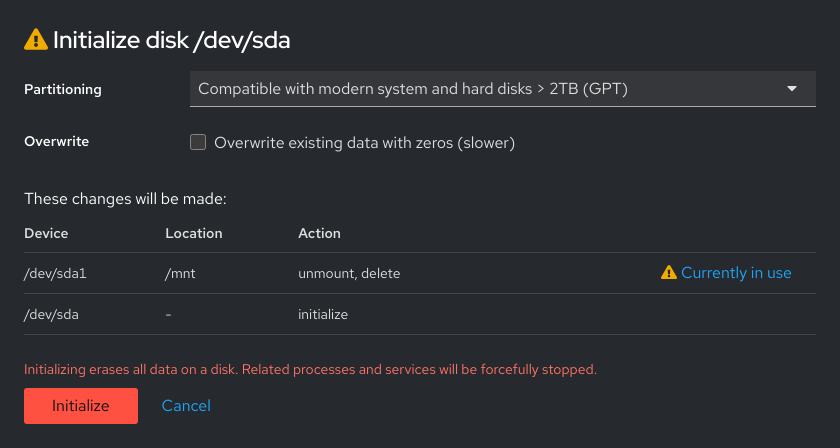 Initialize disk /dev/sda
Partitioning Compatible with modern system and hard disks > 2TB (GPT)
Overwrite Overwrite existing data with zeros (slower)
These changes will be made:
Device Location Action
/dev/sda1 /mnt unmount, delete Currently in use
/dev/sda - initialize
Initializing erases all data on a disk. Related processes and services will be forcefully stopped.
Initialize Cancel